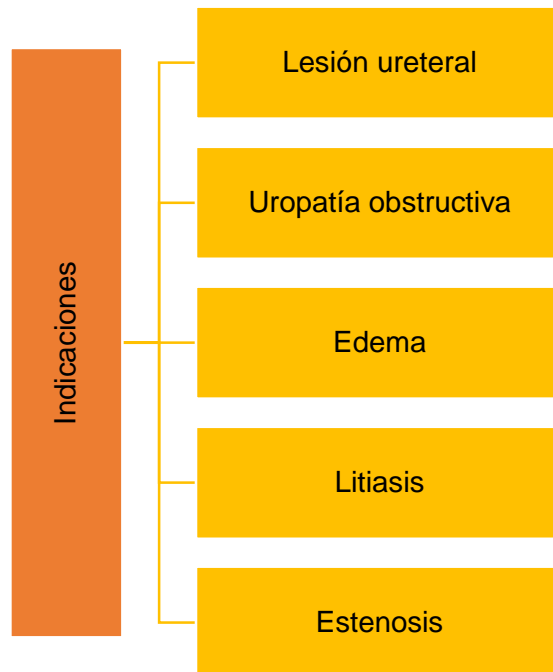 Indicaciones
Lesión ureteral
Uropatía obstructiva
Edema
Litiasis
Estenosis